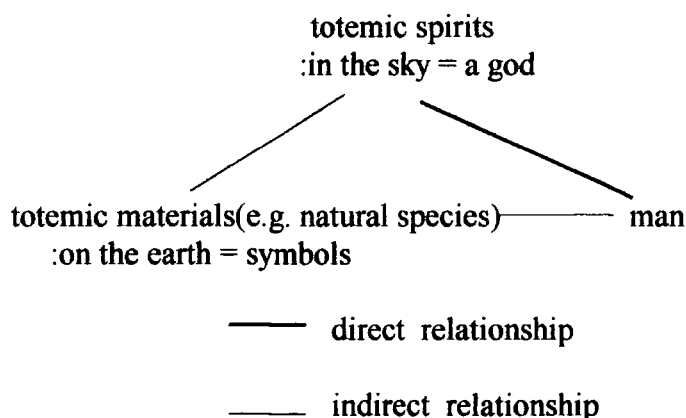 totemic spirits
:in the sky = a god
totemic materials(e.g. natural species) man
:on the earth = symbols
direct relationship
indirect relationship